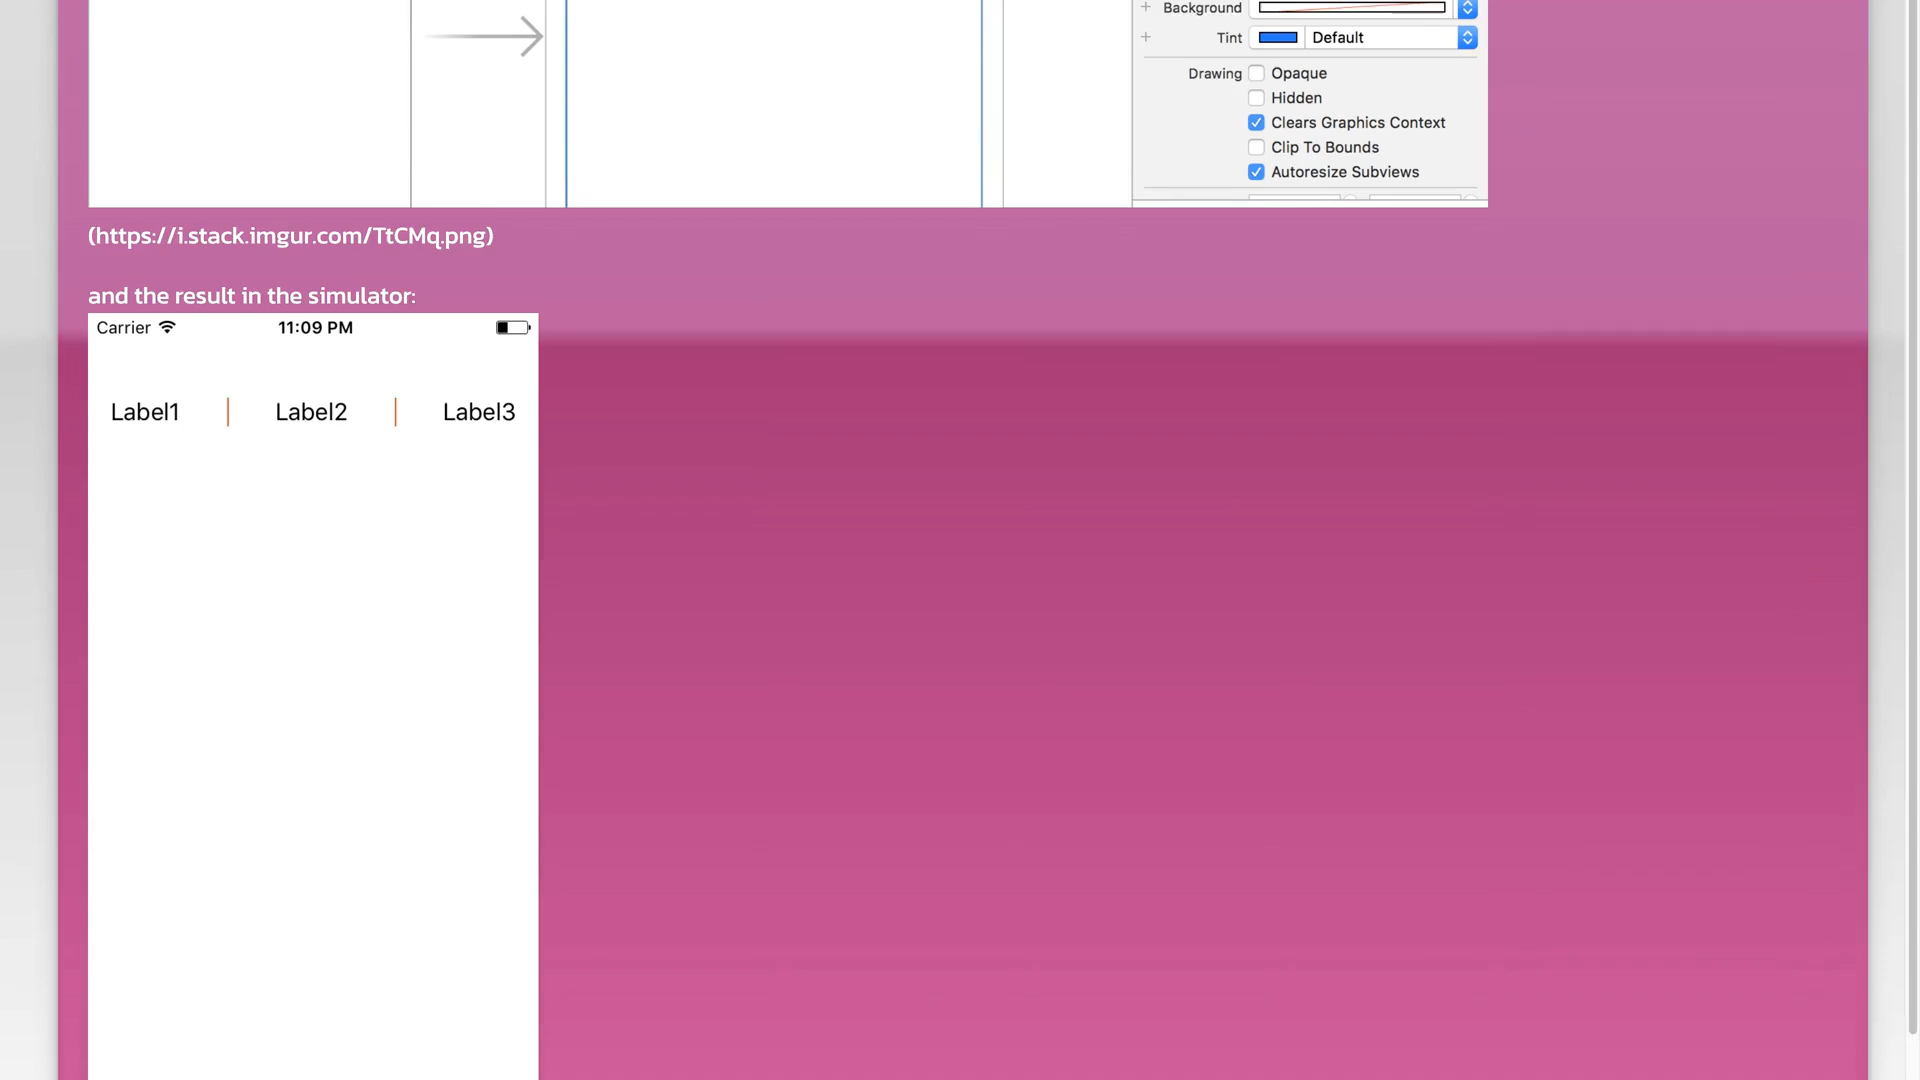 Background
Tint Default
Drawing Opaque
Hidden
Clears Graphics Context
Clip To Bounds
Autoresize Subviews
(https://i.stack.imgur.com/TtCMq.png)
and the result in the simulator:
Carrier 11:09 PM
Label1 Label2 Label3